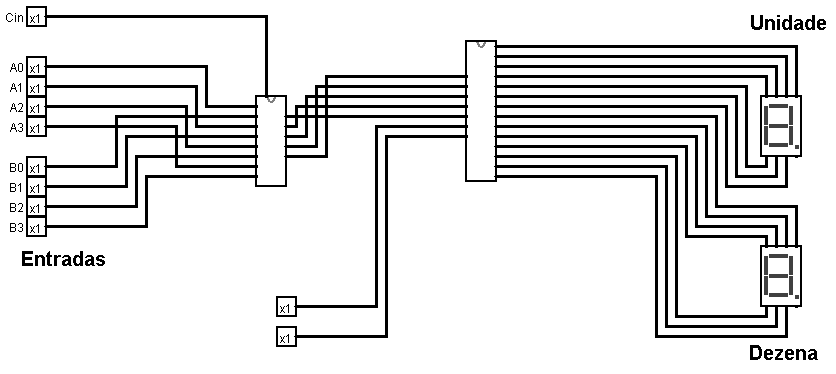 Cin x1
Unidade
A0 x1
A1 x1
A2 x1
A3 x1
B0 x1
B1 x1
B2 x1
B3 x1
Entradas
x1
x1
Dezena